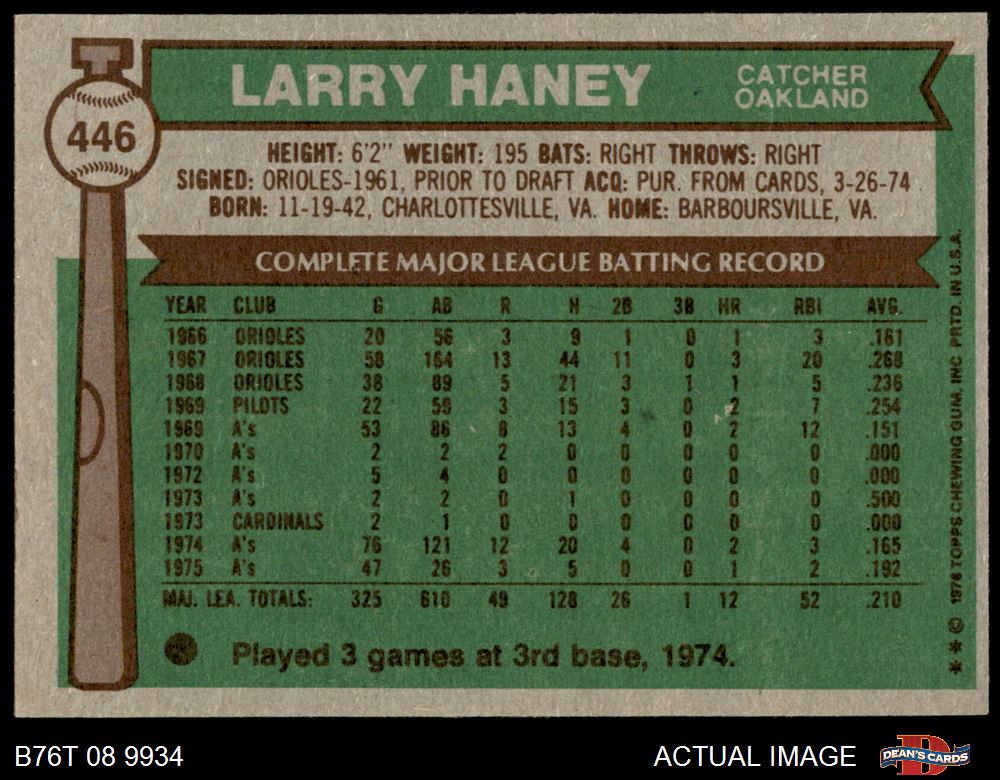 LARRY HANEY CATCHER
OAKLAND
446
HEIGHT: 6'2" WEIGHT: 195 BATS: RIGHT THROWS: RIGHT
SIGNED: ORIOLES-1961, PRIOR TO DRAFT ACQ: PUR. FROM CARDS, 3-26-74
BORN: 11-19-42, CHARLOTTESVILLE, VA. HOME: BARBOURSVILLE, VA.
COMPLETE MAJOR LEAGUE BATTING RECORD
YEAR CLUB G AB R H 2B 3B HR RBI AVG.
1966 ORIOLES 20 56 3 9 1 0 1 3 .161
1967 ORIOLES 58 164 13 44 11 0 3 20 .268
1968 ORIOLES 38 89 5 21 3 1 1 5 .236
1969 PILOTS 22 59 3 15 3 0 2 7 .254
1969 A's 53 86 8 13 4 0 2 12 .151
1970 A's 2 2 2 0 0 0 0 0 .000
1972 A's 5 4 0 0 0 0 0 0 .000
1973 A's 2 2 0 1 0 0 0 0 .500
1973 CARDINALS 2 1 0 0 0 0 0 0 .000
1974 A's 76 121 12 20 4 0 2 3 .165
1975 A's 47 26 3 5 0 0 1 2 .192
MAJ. LEA. TOTALS: 325 610 49 128 26 1 12 52 .210
Played 3 games at 3rd base, 1974.
** © 1976 TOPPS CHEWING GUM, INC PRTD. IN U.S.A.
B76T 08 9934 ACTUAL IMAGE DEAN'S CARDS